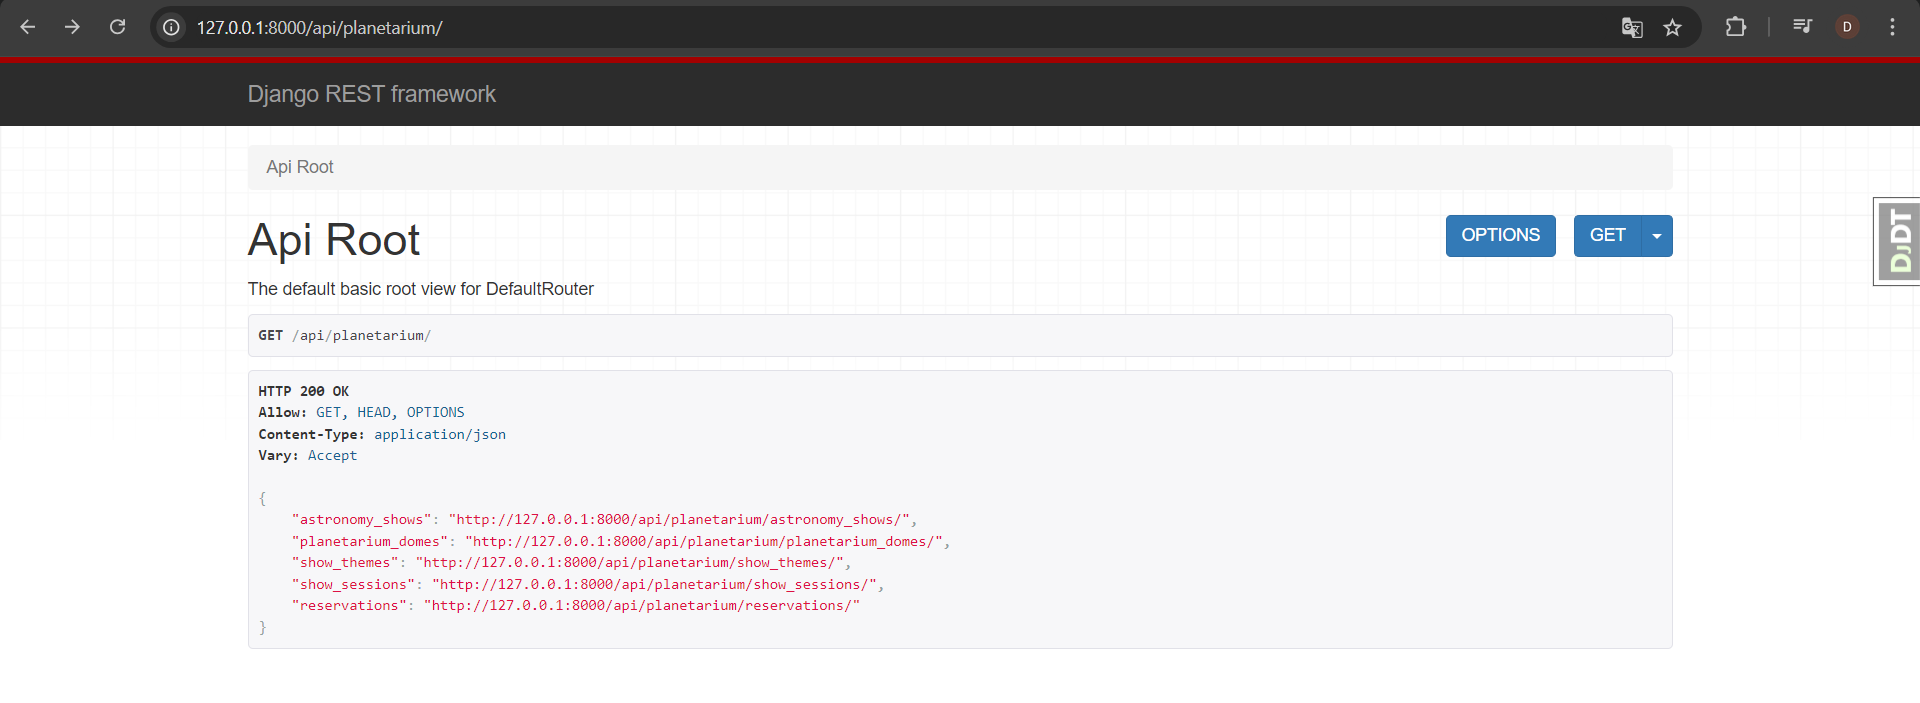 127.0.0.1:8000/api/planetarium/
D
Django REST framework
Api Root
Api Root
OPTIONS
GET
DJDT
The default basic root view for DefaultRouter
GET /api/planetarium/
HTTP 200 OK
Allow: GET, HEAD, OPTIONS
Content-Type: application/json
Vary: Accept
{
    "astronomy_shows": "http://127.0.0.1:8000/api/planetarium/astronomy_shows/",
    "planetarium_domes": "http://127.0.0.1:8000/api/planetarium/planetarium_domes/",
    "show_themes": "http://127.0.0.1:8000/api/planetarium/show_themes/",
    "show_sessions": "http://127.0.0.1:8000/api/planetarium/show_sessions/",
    "reservations": "http://127.0.0.1:8000/api/planetarium/reservations/"
}